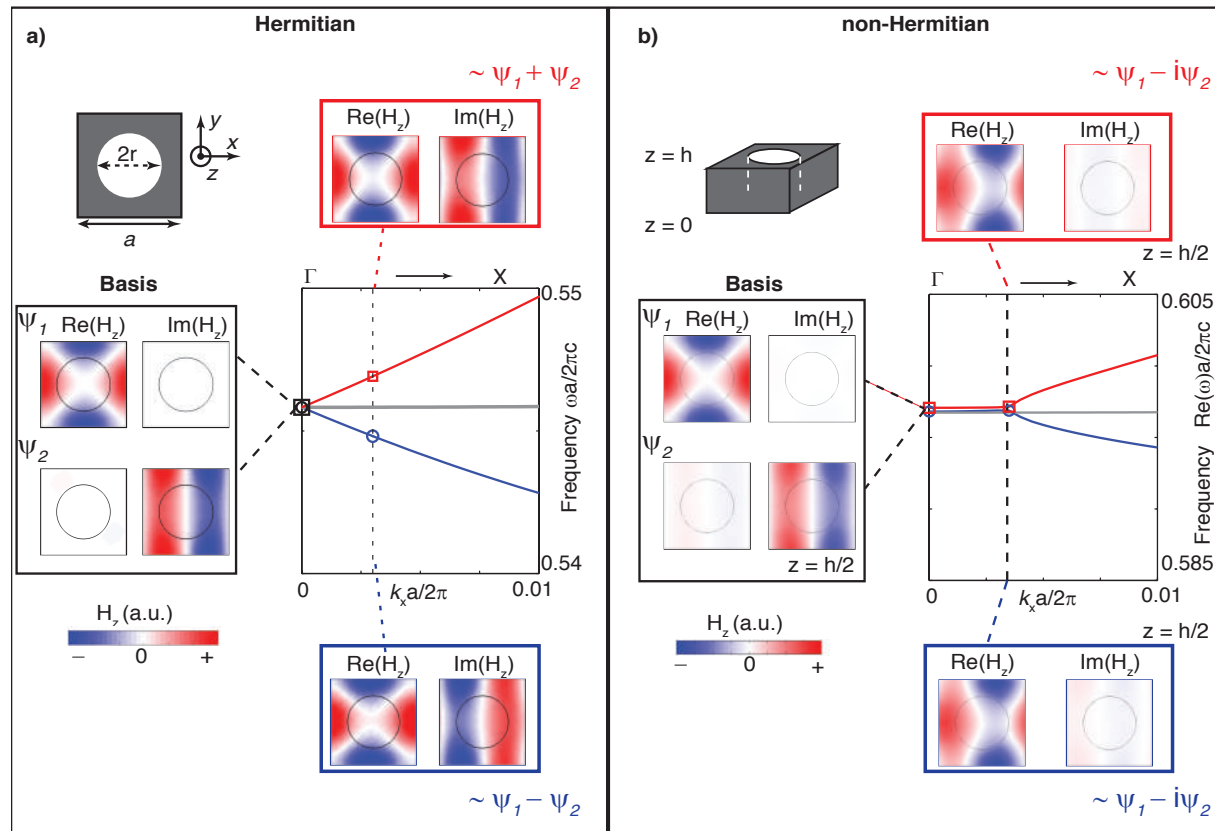 Hermitian
a)
~ ψ1 + ψ2
Re(Hz) Im(Hz)
2r
y
x
z
a
Basis
ψ1 Re(Hz) Im(Hz)
ψ2
Γ X
0.55
Frequency ωa/2πc
0.54
0 kxa/2π 0.01
Hz (a.u.)
− 0 +
Re(Hz) Im(Hz)
~ ψ1 − ψ2
non-Hermitian
b)
~ ψ1 − iψ2
Re(Hz) Im(Hz)
z = h
z = 0
z = h/2
Basis
ψ1 Re(Hz) Im(Hz)
ψ2
z = h/2
Γ X
0.605
Frequency Re(ω)a/2πc
0.585
0 kxa/2π 0.01
Hz (a.u.)
− 0 +
z = h/2
Re(Hz) Im(Hz)
~ ψ1 − iψ2